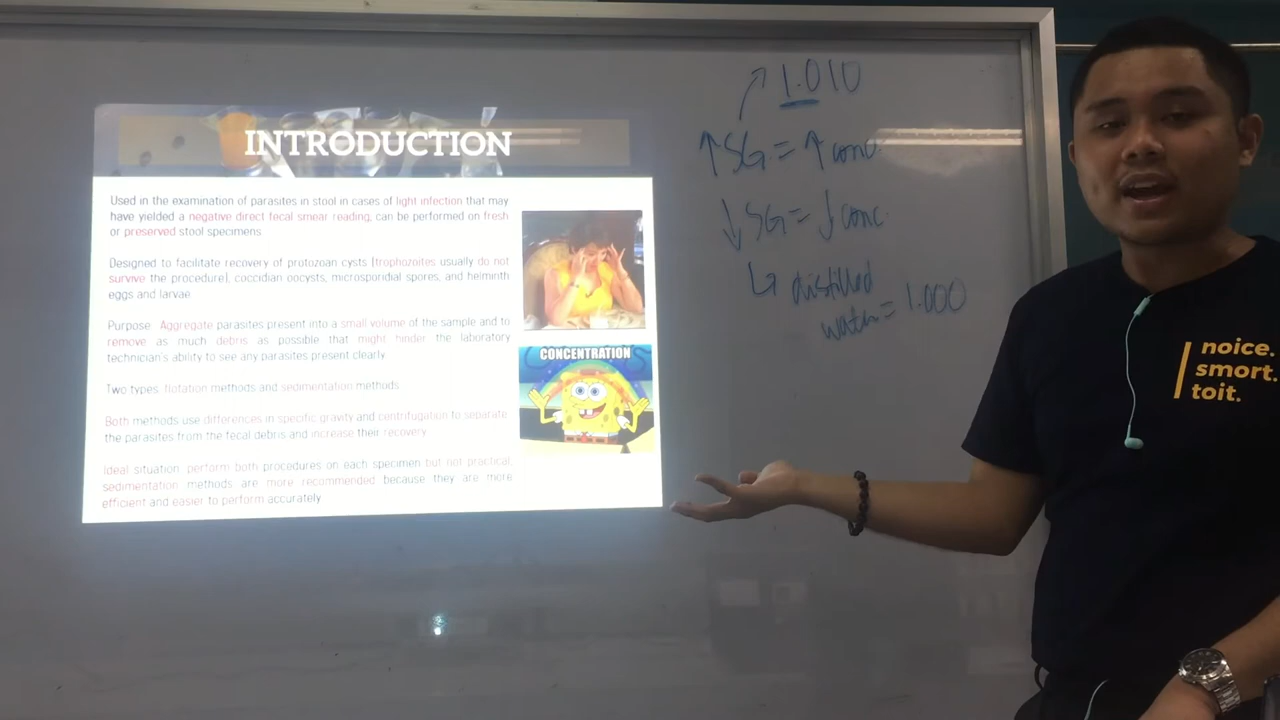 INTRODUCTION
Used in the examination of parasites in stool in cases of light infection that may
have yielded a negative direct fecal smear reading; can be performed on fresh
or preserved stool specimens.
Designed to facilitate recovery of protozoan cysts (trophozoites usually do not
survive the procedure), coccidian oocysts, microsporidial spores, and helminth
eggs and larvae.
Purpose: Aggregate parasites present into a small volume of the sample and to
remove as much debris as possible that might hinder the laboratory
technician's ability to see any parasites present clearly.
Two types: flotation methods and sedimentation methods.
Both methods use differences in specific gravity and centrifugation to separate
the parasites from the fecal debris and increase their recovery.
Ideal situation: perform both procedures on each specimen but not practical;
sedimentation methods are more recommended because they are more
efficient and easier to perform accurately.
CONCENTRATION
1.010
↑SG = ↑conc.
↓SG = ↓conc.
↳ distilled
water = 1.000
noice.
smort.
toit.